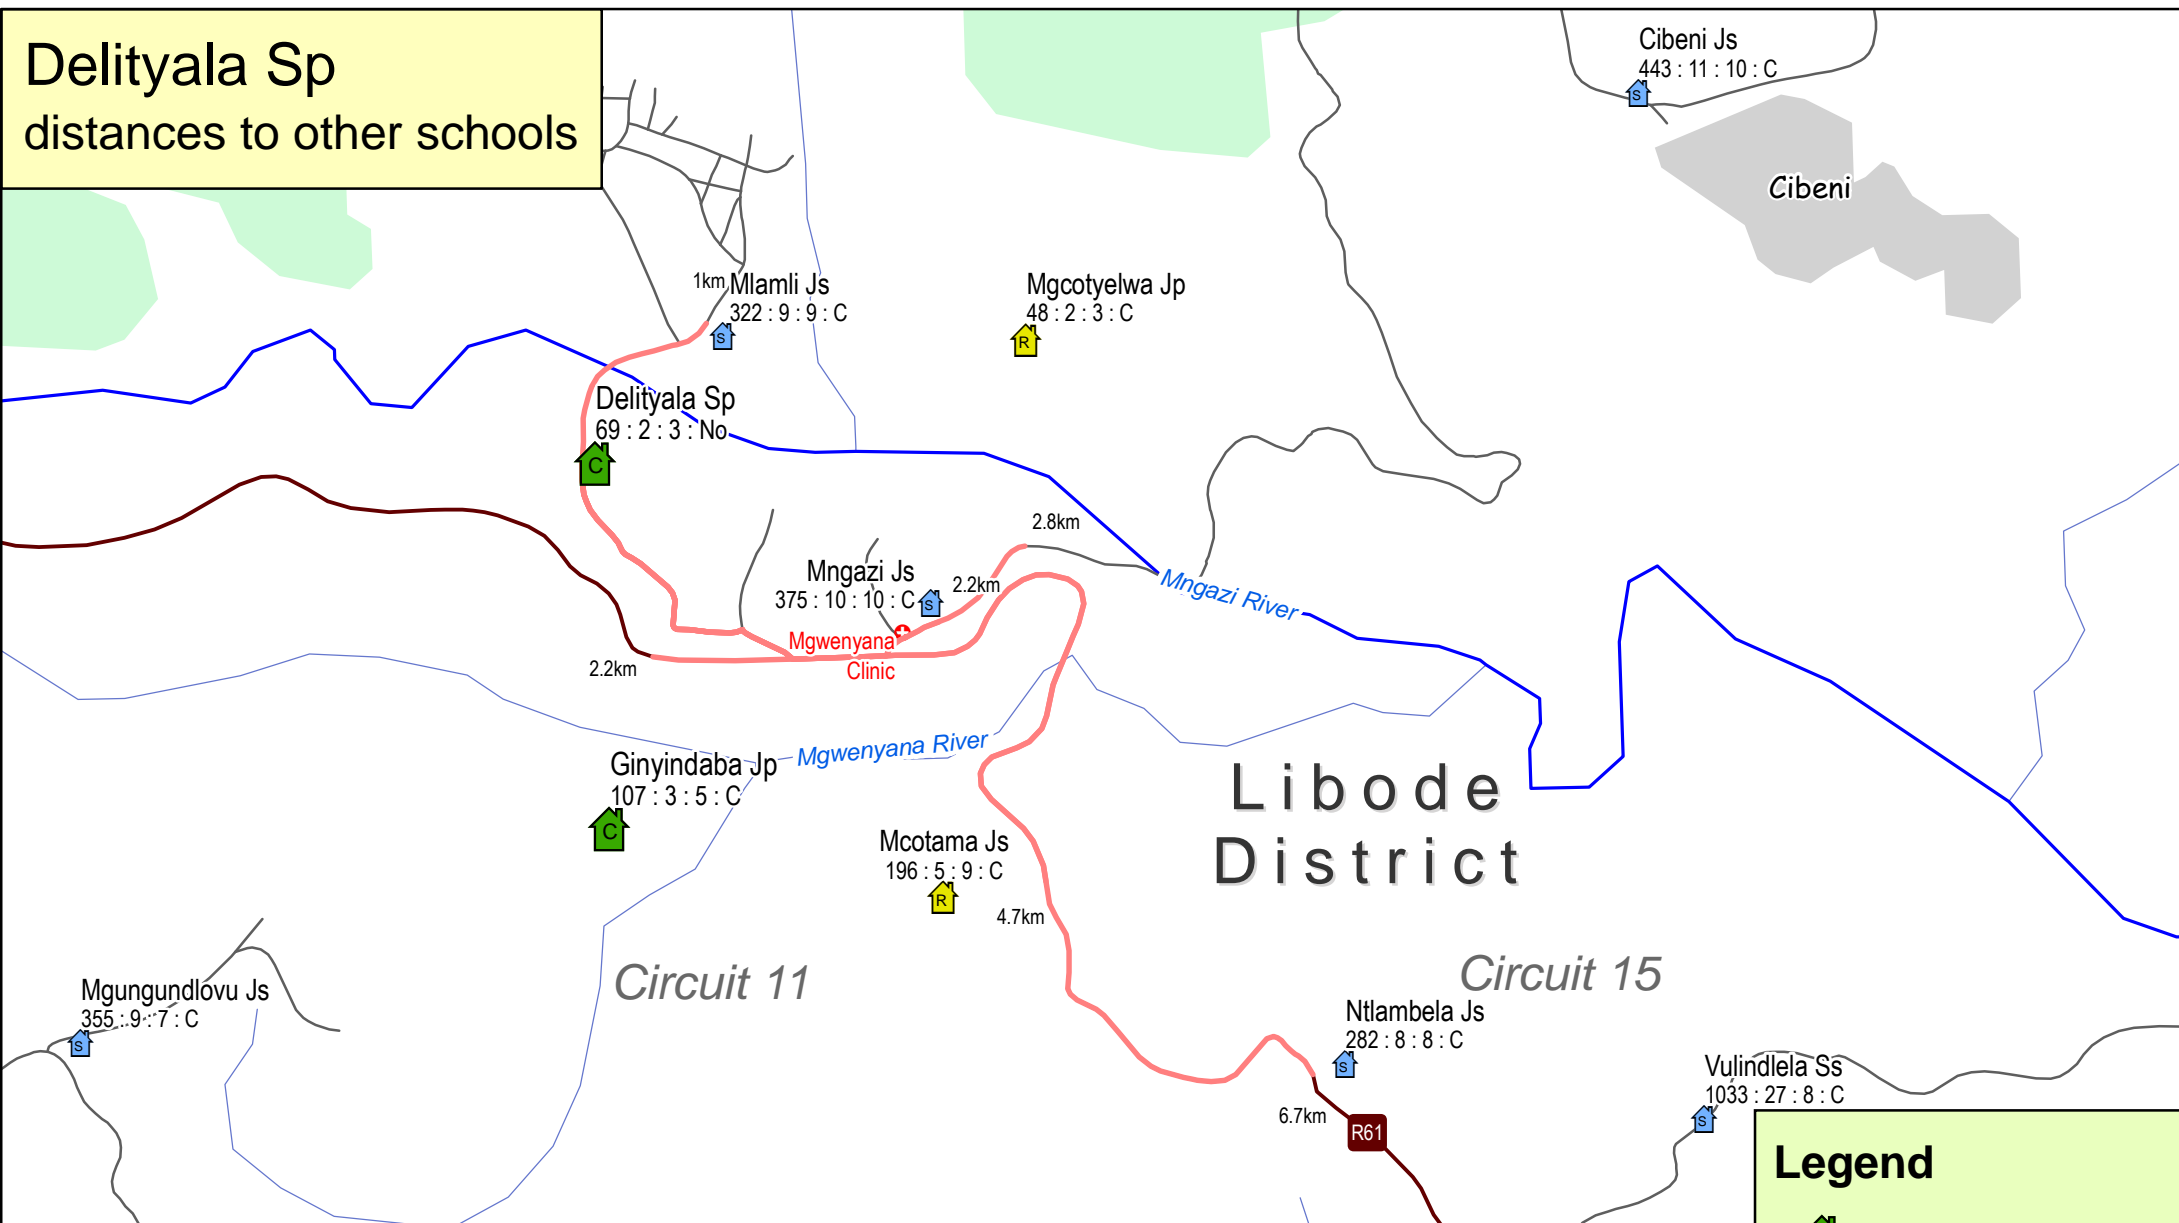 Delityala Sp
distances to other schools
Cibeni Js
443 : 11 : 10 : C
S
Cibeni
1km
Mlamli Js
322 : 9 : 9 : C
S
Mgcotyelwa Jp
48 : 2 : 3 : C
R
Delityala Sp
69 : 2 : 3 : No
C
2.8km
Mngazi Js
375 : 10 : 10 : C
S
2.2km
Mngazi River
Mgwenyana
Clinic
2.2km
Mgwenyana River
Ginyindaba Jp
107 : 3 : 5 : C
C
Libode
District
Mcotama Js
196 : 5 : 9 : C
R
4.7km
Circuit 11
Circuit 15
Mgungundlovu Js
355 : 9 : 7 : C
S
Ntlambela Js
282 : 8 : 8 : C
S
6.7km
R61
Vulindlela Ss
1033 : 27 : 8 : C
S
Legend